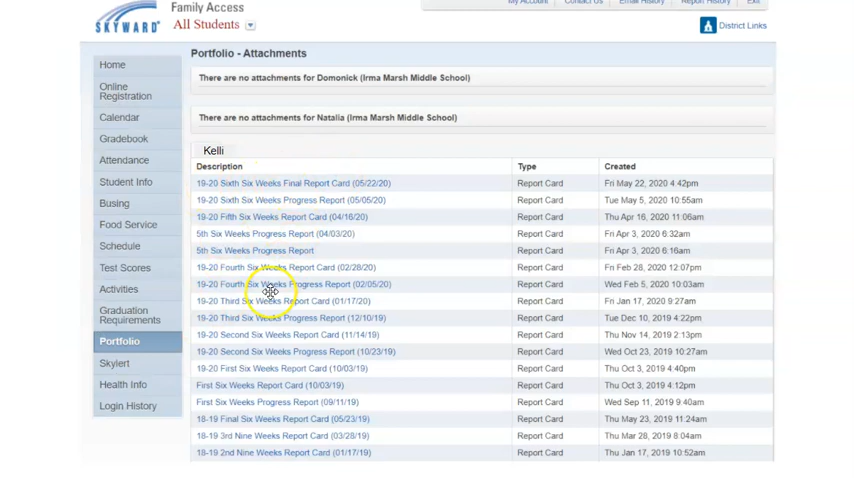 My Account Contact Us Email History Report History Exit
SKYWARD
Family Access
All Students
District Links
Home
Online Registration
Calendar
Gradebook
Attendance
Student Info
Busing
Food Service
Schedule
Test Scores
Activities
Graduation Requirements
Portfolio
Skylert
Health Info
Login History
Portfolio - Attachments
There are no attachments for Domonick (Irma Marsh Middle School)
There are no attachments for Natalia (Irma Marsh Middle School)
Kelli
Description Type Created
19-20 Sixth Six Weeks Final Report Card (05/22/20) Report Card Fri May 22, 2020 4:42pm
19-20 Sixth Six Weeks Progress Report (05/05/20) Report Card Tue May 5, 2020 10:55am
19-20 Fifth Six Weeks Report Card (04/16/20) Report Card Thu Apr 16, 2020 11:06am
5th Six Weeks Progress Report (04/03/20) Report Card Fri Apr 3, 2020 6:32am
5th Six Weeks Progress Report Report Card Fri Apr 3, 2020 6:16am
19-20 Fourth Six Weeks Report Card (02/28/20) Report Card Fri Feb 28, 2020 12:07pm
19-20 Fourth Six Weeks Progress Report (02/05/20) Report Card Wed Feb 5, 2020 10:03am
19-20 Third Six Weeks Report Card (01/17/20) Report Card Fri Jan 17, 2020 9:27am
19-20 Third Six Weeks Progress Report (12/10/19) Report Card Tue Dec 10, 2019 4:22pm
19-20 Second Six Weeks Report Card (11/14/19) Report Card Thu Nov 14, 2019 2:13pm
19-20 Second Six Weeks Progress Report (10/23/19) Report Card Wed Oct 23, 2019 10:27am
19-20 First Six Weeks Report Card (10/03/19) Report Card Thu Oct 3, 2019 4:40pm
First Six Weeks Report Card (10/03/19) Report Card Thu Oct 3, 2019 4:12pm
First Six Weeks Progress Report (09/11/19) Report Card Wed Sep 11, 2019 9:40am
18-19 Final Six Weeks Report Card (05/23/19) Report Card Thu May 23, 2019 11:24am
18-19 3rd Nine Weeks Report Card (03/28/19) Report Card Thu Mar 28, 2019 8:04am
18-19 2nd Nine Weeks Report Card (01/17/19) Report Card Thu Jan 17, 2019 10:52am